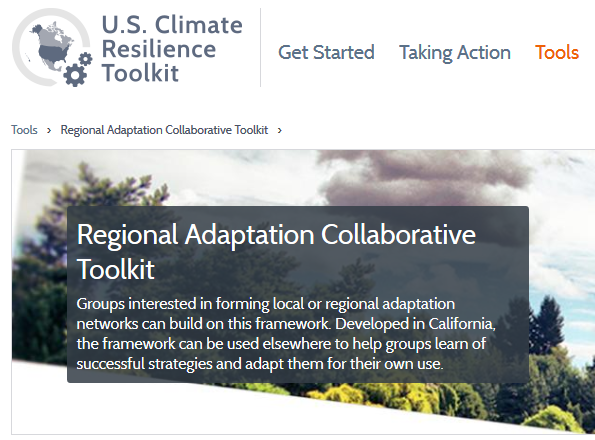 U.S. Climate
Resilience
Toolkit
Get Started Taking Action Tools
Tools › Regional Adaptation Collaborative Toolkit ›
Regional Adaptation Collaborative
Toolkit
Groups interested in forming local or regional adaptation
networks can build on this framework. Developed in California,
the framework can be used elsewhere to help groups learn of
successful strategies and adapt them for their own use.